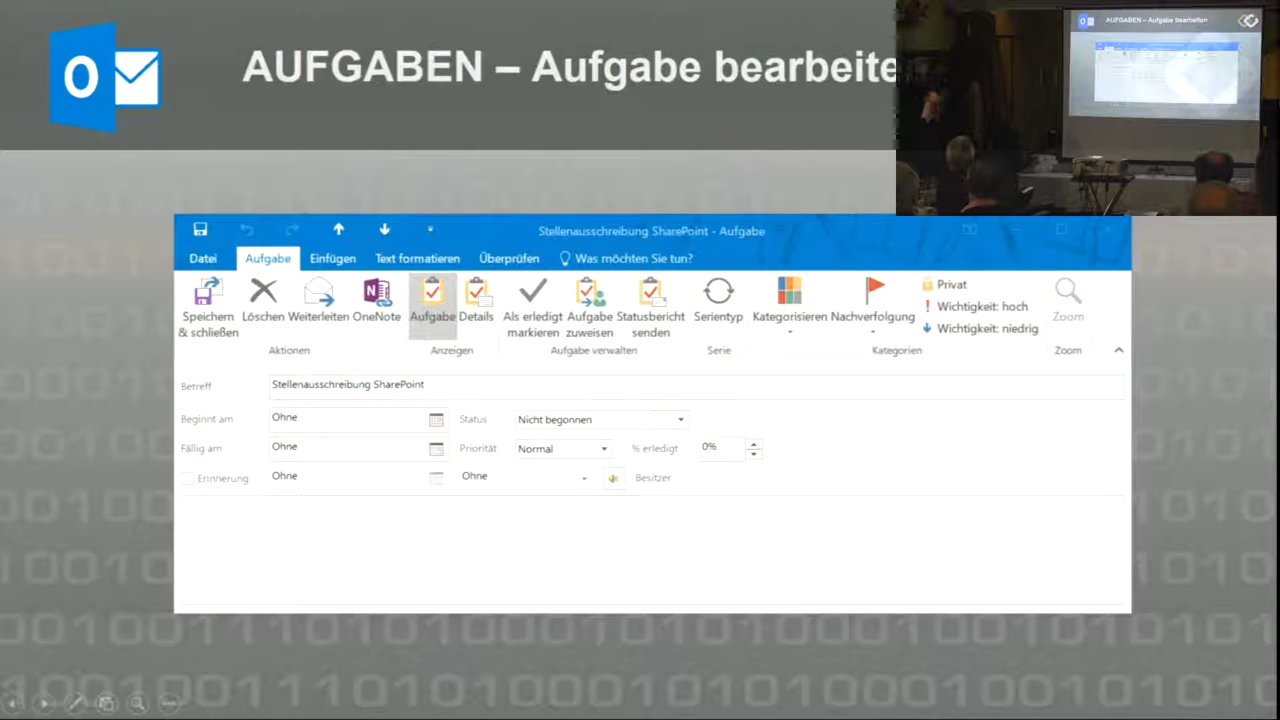 AUFGABEN – Aufgabe bearbeite
AUFGABEN – Aufgabe bearbeiten
Stellenausschreibung SharePoint - Aufgabe
Datei Aufgabe Einfügen Text formatieren Überprüfen Was möchten Sie tun?
Speichern & schließen
Löschen
Weiterleiten
OneNote
Aufgabe
Details
Als erledigt markieren
Aufgabe zuweisen
Statusbericht senden
Serientyp
Kategorisieren
Nachverfolgung
Privat
Wichtigkeit: hoch
Wichtigkeit: niedrig
Zoom
Aktionen Anzeigen Aufgabe verwalten Serie Kategorien Zoom
Betreff Stellenausschreibung SharePoint
Beginnt am Ohne Status Nicht begonnen
Fällig am Ohne Priorität Normal % erledigt 0%
Erinnerung Ohne Ohne Besitzer